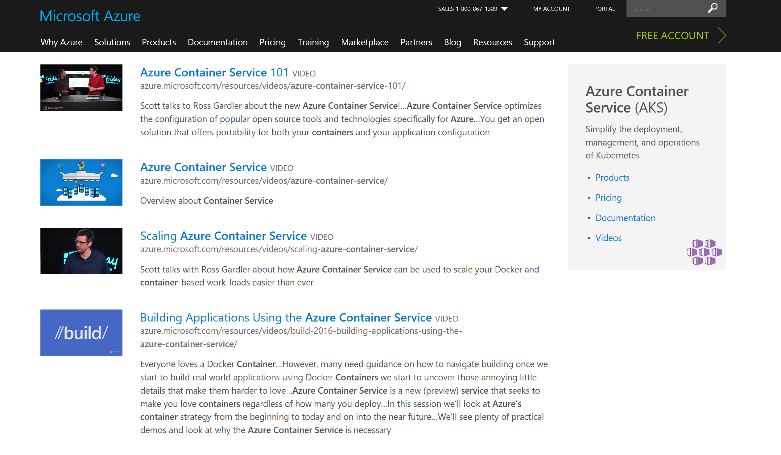 Microsoft Azure
SALES 1-800-867-1389
MY ACCOUNT
PORTAL
Search
FREE ACCOUNT
Why Azure Solutions Products Documentation Pricing Training Marketplace Partners Blog Resources Support
Azure Container Service 101 VIDEO
azure.microsoft.com/resources/videos/azure-container-service-101/
Scott talks to Ross Gardler about the new Azure Container Service!...Azure Container Service optimizes
the configuration of popular open source tools and technologies specifically for Azure...You get an open
solution that offers portability for both your containers and your application configuration
Azure Container Service VIDEO
azure.microsoft.com/resources/videos/azure-container-service/
Overview about Container Service
Scaling Azure Container Service VIDEO
azure.microsoft.com/resources/videos/scaling-azure-container-service/
Scott talks with Ross Gardler about how Azure Container Service can be used to scale your Docker and
container-based work-loads easier than ever
//build/
Building Applications Using the Azure Container Service VIDEO
azure.microsoft.com/resources/videos/build-2016-building-applications-using-the-
azure-container-service/
Everyone loves a Docker Container...However, many need guidance on how to navigate building once we
start to build real world applications using Docker Containers we start to uncover those annoying little
details that make them harder to love...Azure Container Service is a new (preview) service that seeks to
make you love containers regardless of how many you deploy...In this session we'll look at Azure's
container strategy from the beginning to today and on into the near future...We'll see plenty of practical
demos and look at why the Azure Container Service is necessary
Azure Container
Service (AKS)
Simplify the deployment,
management, and operations
of Kubernetes
• Products
• Pricing
• Documentation
• Videos